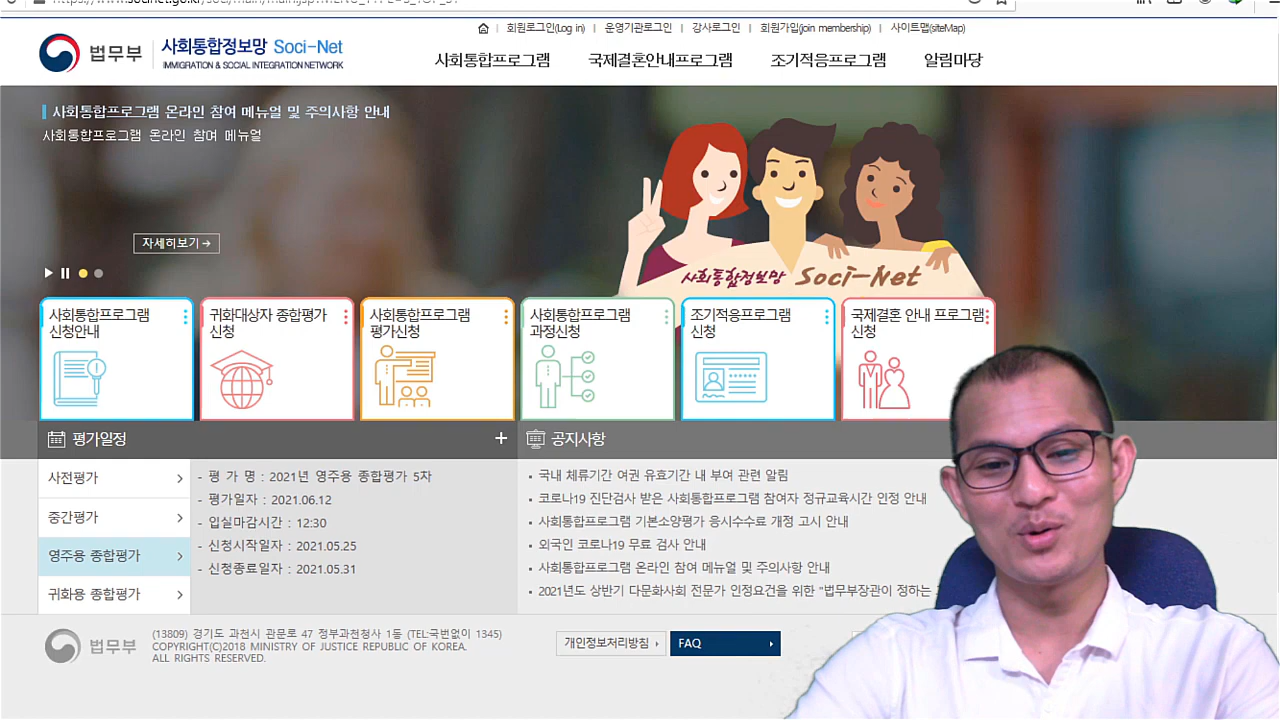 회원로그인(Log in) | 운영기관로그인 | 강사로그인 | 회원가입(join membership) | 사이트맵(siteMap)
법무부 사회통합정보망 Soci-Net
IMMIGRATION & SOCIAL INTEGRATION NETWORK
사회통합프로그램 국제결혼안내프로그램 조기적응프로그램 알림마당
사회통합프로그램 온라인 참여 메뉴얼 및 주의사항 안내
사회통합프로그램 온라인 참여 메뉴얼
자세히보기
사회통합정보망 Soci-Net
사회통합프로그램
신청안내
귀화대상자 종합평가
신청
사회통합프로그램
평가신청
사회통합프로그램
과정신청
조기적응프로그램
신청
국제결혼 안내 프로그램
신청
평가일정 +
사전평가
중간평가
영주용 종합평가
귀화용 종합평가
- 평 가 명 : 2021년 영주용 종합평가 5차
- 평가일자 : 2021.06.12
- 입실마감시간 : 12:30
- 신청시작일자 : 2021.05.25
- 신청종료일자 : 2021.05.31
공지사항
국내 체류기간 여권 유효기간 내 부여 관련 알림
코로나19 진단검사 받은 사회통합프로그램 참여자 정규교육시간 인정 안내
사회통합프로그램 기본소양평가 응시수수료 개정 고시 안내
외국인 코로나19 무료 검사 안내
사회통합프로그램 온라인 참여 메뉴얼 및 주의사항 안내
2021년도 상반기 다문화사회 전문가 인정요건을 위한 "법무부장관이 정하는
법무부
(13809) 경기도 과천시 관문로 47 정부과천청사 1동 (TEL:국번없이 1345)
COPYRIGHT(C)2018 MINISTRY OF JUSTICE REPUBLIC OF KOREA.
ALL RIGHTS RESERVED.
개인정보처리방침
FAQ